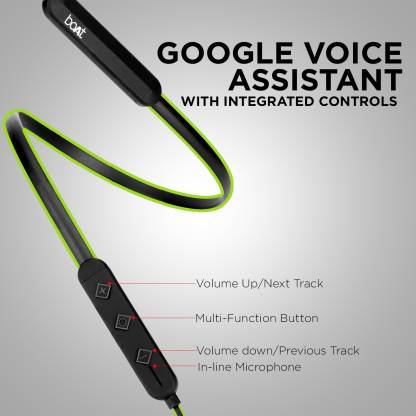 boAt
GOOGLE VOICE
ASSISTANT
WITH INTEGRATED CONTROLS
Volume Up/Next Track
Multi-Function Button
Volume down/Previous Track
In-line Microphone